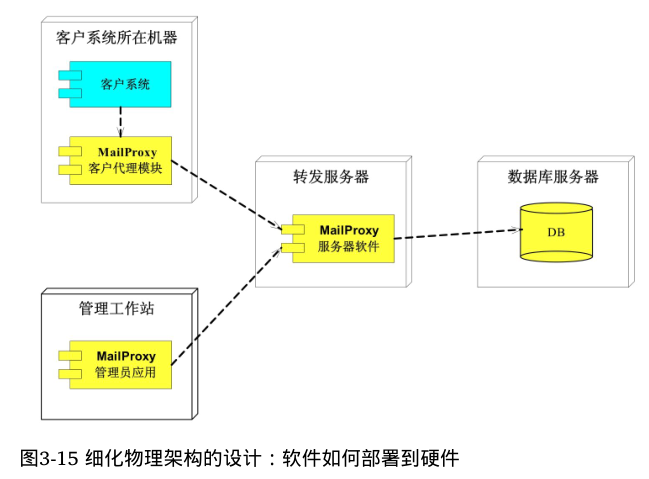 客户系统所在机器
客户系统
MailProxy
客户代理模块
转发服务器
MailProxy
服务器软件
数据库服务器
DB
管理工作站
MailProxy
管理员应用
图3-15 细化物理架构的设计：软件如何部署到硬件